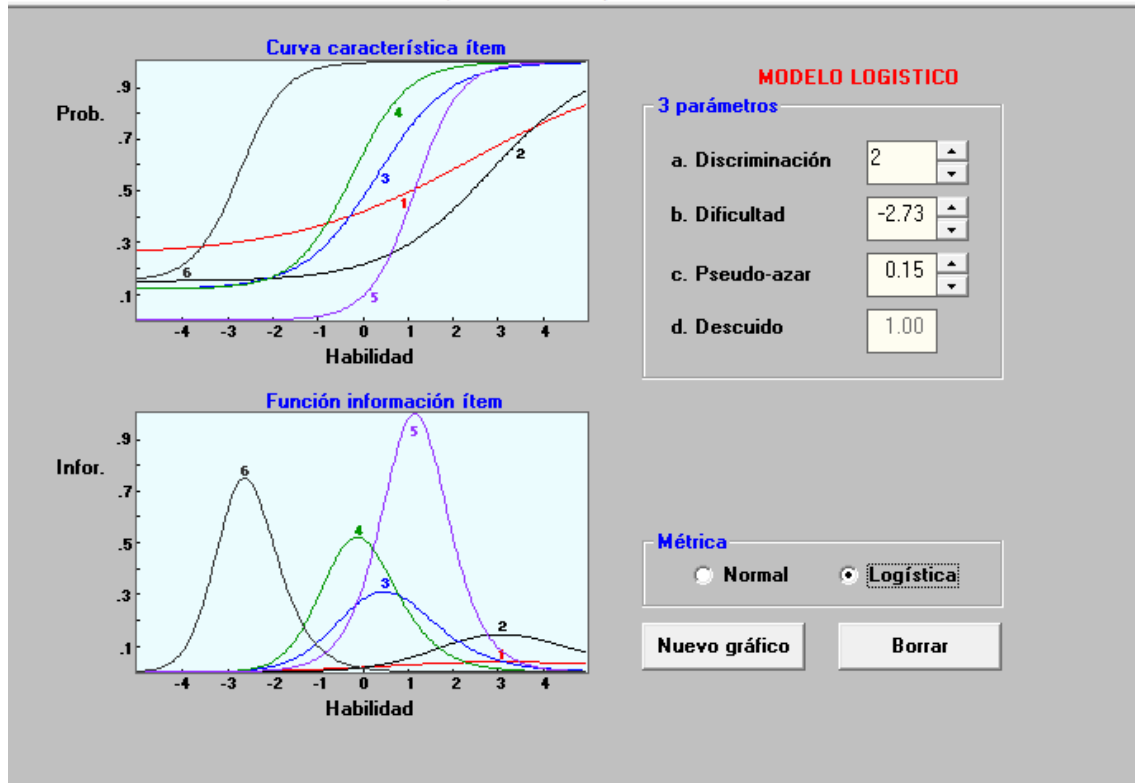 Curva característica ítem
Prob.
.9
.7
.5
.3
.1
4
2
3
1
6
5
-4 -3 -2 -1 0 1 2 3 4
Habilidad
MODELO LOGISTICO
3 parámetros
a. Discriminación 2
b. Dificultad -2.73
c. Pseudo-azar 0.15
d. Descuido 1.00
Función información ítem
Infor.
.9
.7
.5
.3
.1
5
6
4
3
2
1
-4 -3 -2 -1 0 1 2 3 4
Habilidad
Métrica
Normal Logística
Nuevo gráfico Borrar